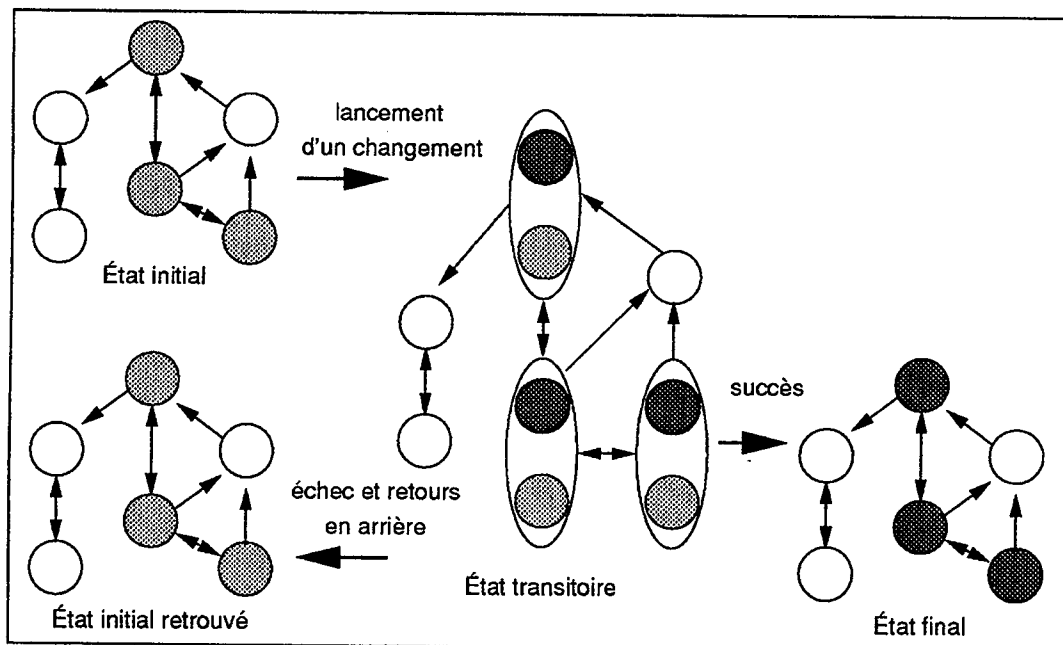 lancement
d'un changement
État initial
succès
échec et retours
en arrière
État transitoire
État initial retrouvé
État final